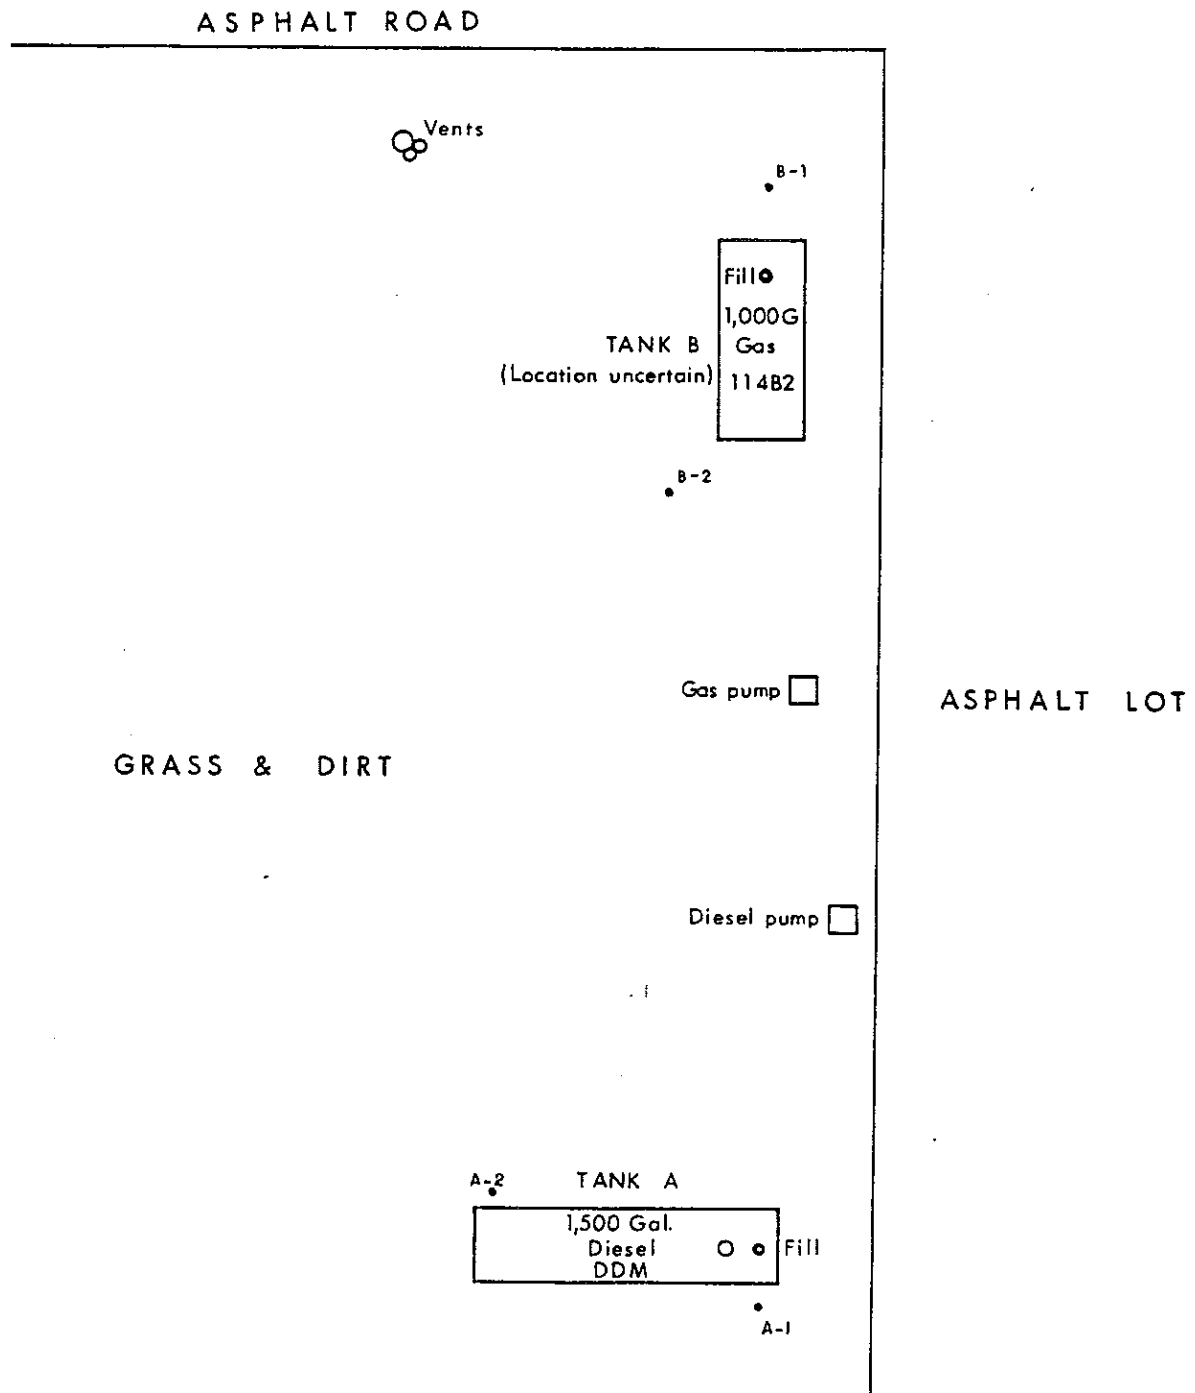 ASPHALT ROAD
Vents
B-1
Fill
1,000G
TANK B
Gas
(Location uncertain)
114B2
B-2
Gas pump
ASPHALT LOT
GRASS & DIRT
Diesel pump
A-2
TANK A
1,500 Gal.
Diesel
Fill
DDM
A-1